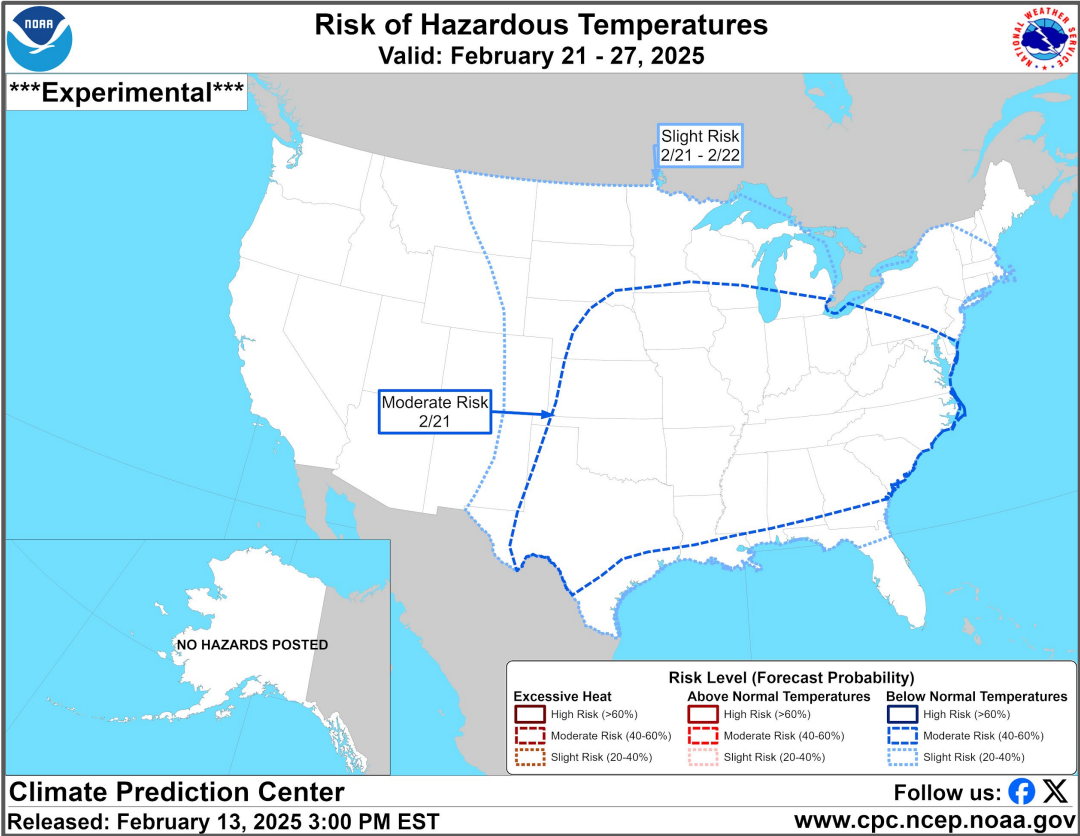 NOAA
Risk of Hazardous Temperatures
Valid: February 21 - 27, 2025
NATIONAL WEATHER SERVICE
***Experimental***
Slight Risk
2/21 - 2/22
Moderate Risk
2/21
NO HAZARDS POSTED
Risk Level (Forecast Probability)
Excessive Heat
High Risk (>60%)
Moderate Risk (40-60%)
Slight Risk (20-40%)
Above Normal Temperatures
High Risk (>60%)
Moderate Risk (40-60%)
Slight Risk (20-40%)
Below Normal Temperatures
High Risk (>60%)
Moderate Risk (40-60%)
Slight Risk (20-40%)
Climate Prediction Center
Follow us:
Released: February 13, 2025 3:00 PM EST
www.cpc.ncep.noaa.gov